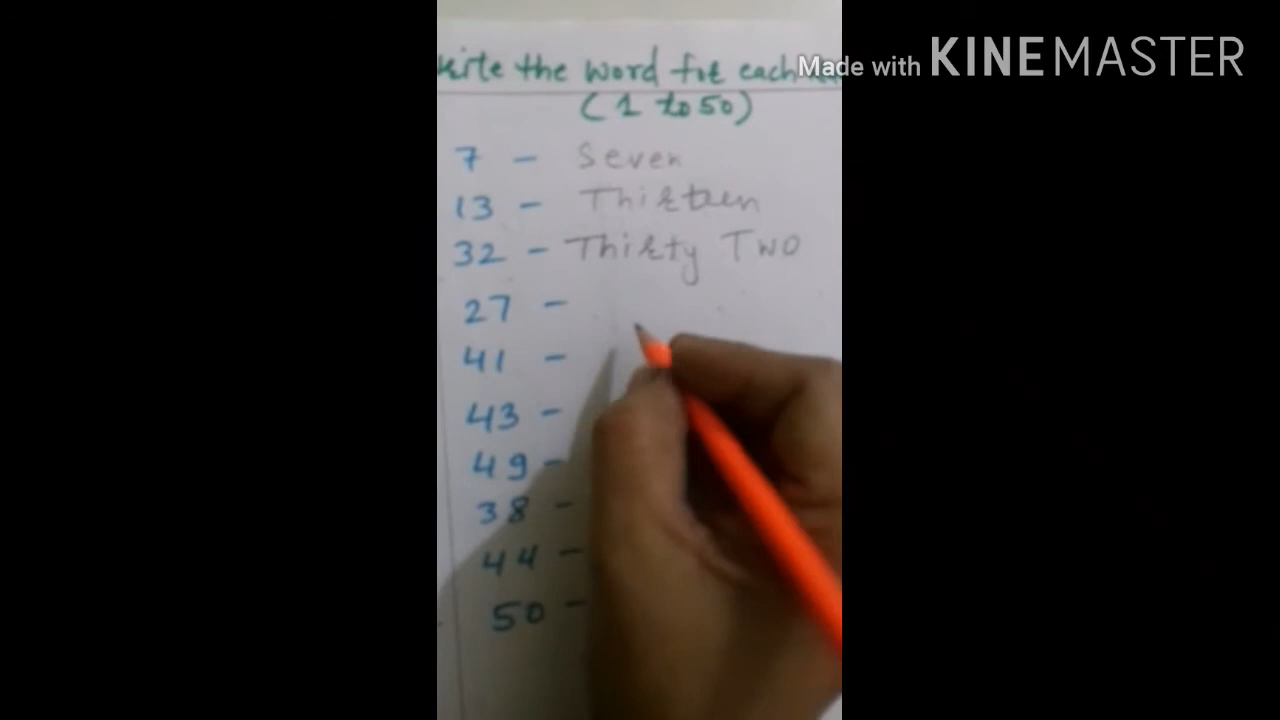 write the word for each
Made with KINEMASTER
(1 to 50)
7 - Seven
13 - Thirteen
32 - Thirty Two
27 -
41 -
43 -
49 -
38 -
44 -
50 -